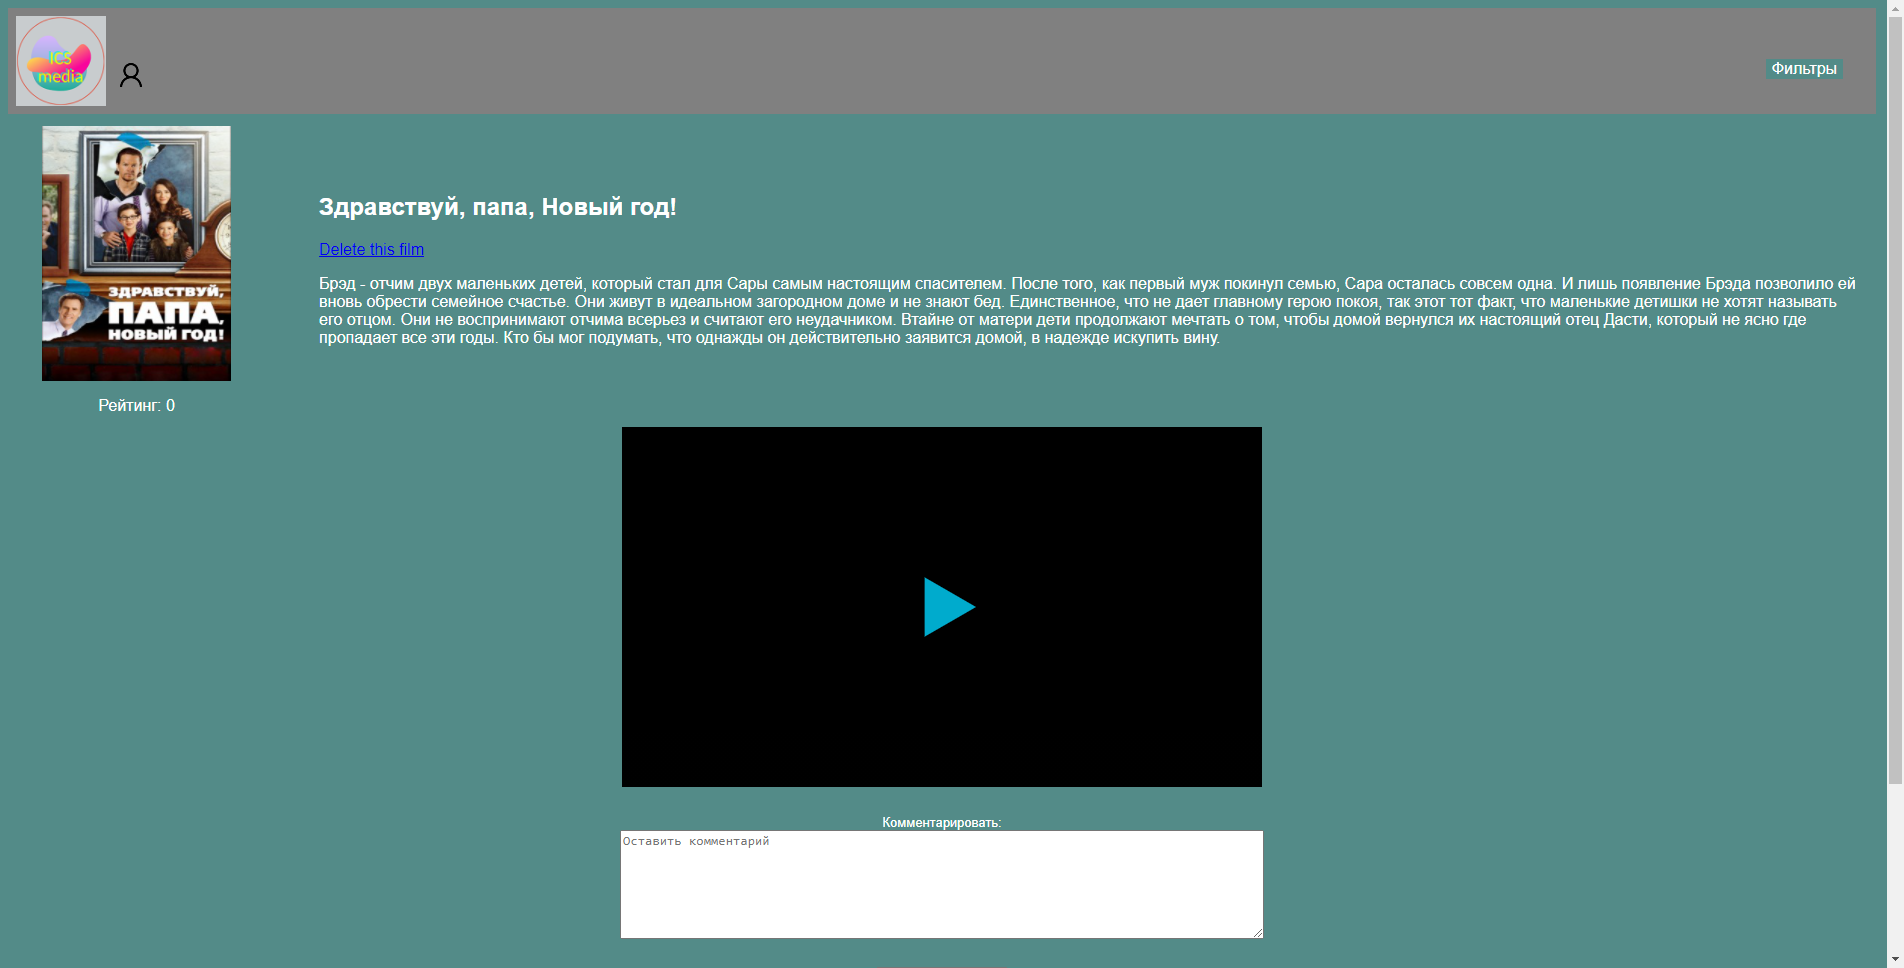 ICS
media
Фильтры
ЗДРАВСТВУЙ,
ПАПА,
НОВЫЙ ГОД!
Рейтинг: 0
Здравствуй, папа, Новый год!
Delete this film
Брэд - отчим двух маленьких детей, который стал для Сары самым настоящим спасителем. После того, как первый муж покинул семью, Сара осталась совсем одна. И лишь появление Брэда позволило ей
вновь обрести семейное счастье. Они живут в идеальном загородном доме и не знают бед. Единственное, что не дает главному герою покоя, так этот тот факт, что маленькие детишки не хотят называть
его отцом. Они не воспринимают отчима всерьез и считают его неудачником. Втайне от матери дети продолжают мечтать о том, чтобы домой вернулся их настоящий отец Дасти, который не ясно где
пропадает все эти годы. Кто бы мог подумать, что однажды он действительно заявится домой, в надежде искупить вину.
Комментировать:
Оставить комментарий